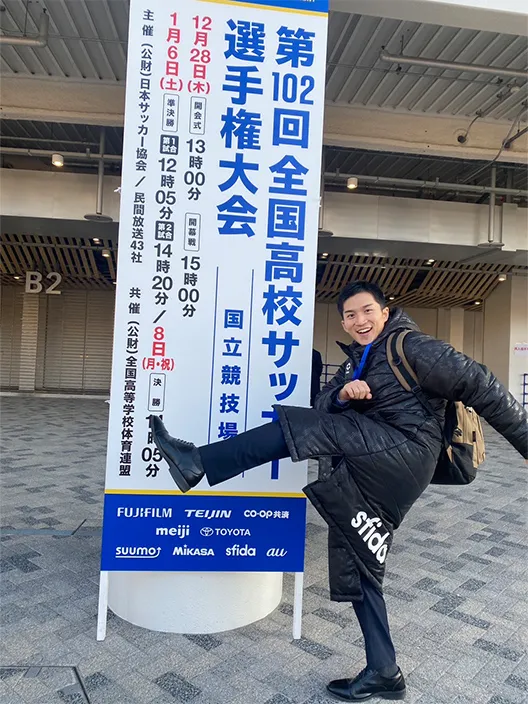 第102回 全国高校サッカー
選手権大会
国立競技場
12月28日(木) 開会式 13時00分 開幕戦 15時00分
1月6日(土) 準決勝 第1試合 12時05分 第2試合 14時20分 / 8日(月・祝) 決勝 時05分
主催 (公財)日本サッカー協会 / 民間放送43社 共催 (公財)全国高等学校体育連盟
FUJIFILM TEIJIN CO·OP共済
meiji TOYOTA
SUUMO MIKASA sfida au
B2
sfida